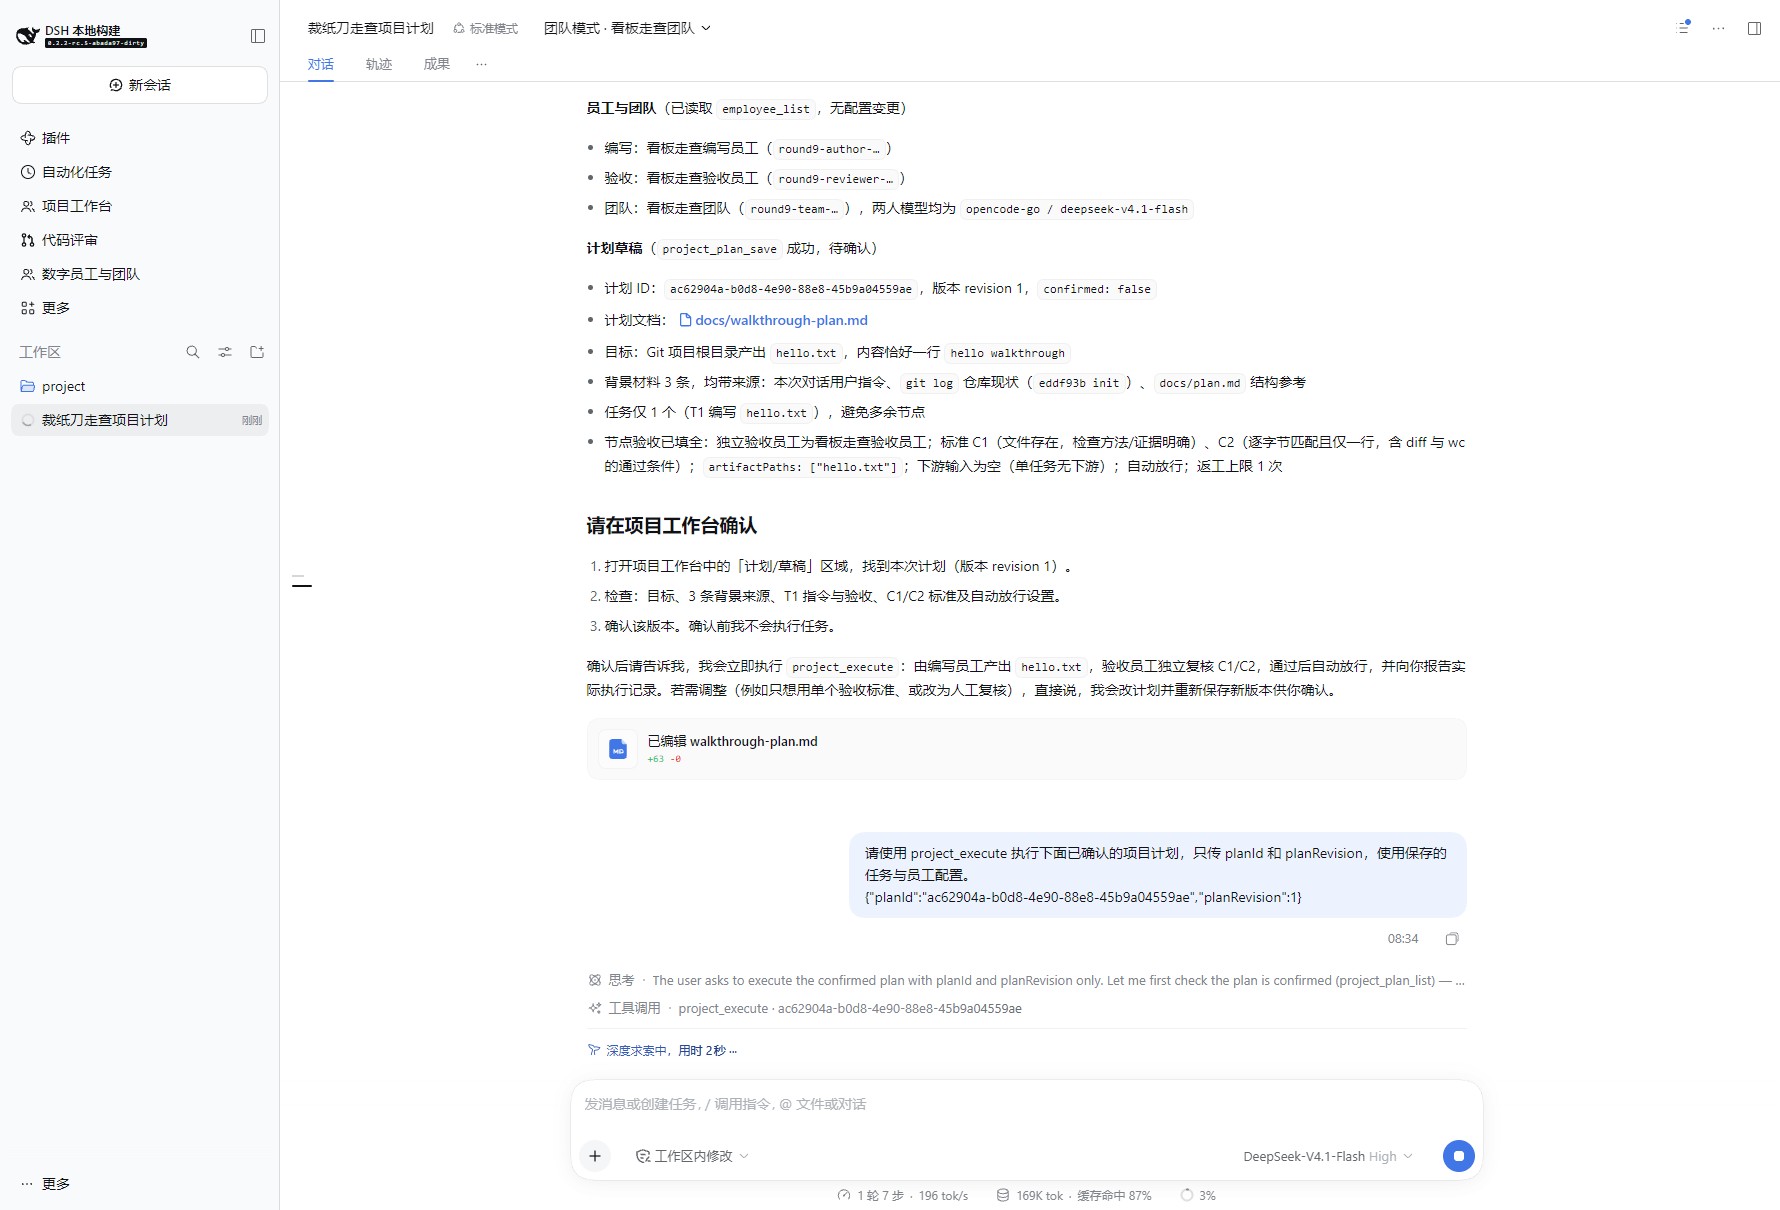 DSH 本地构建
0.3.2-rc.5-abada97-dirty
新会话
插件
自动化任务
项目工作台
代码评审
数字员工与团队
更多
工作区
project
裁纸刀走查项目计划 刚刚
··· 更多
裁纸刀走查项目计划 标准模式 团队模式 · 看板走查团队
对话 轨迹 成果 ···
员工与团队（已读取 employee_list，无配置变更）
• 编写：看板走查编写员工（round9-author-…）
• 验收：看板走查验收员工（round9-reviewer-…）
• 团队：看板走查团队（round9-team-…），两人模型均为 opencode-go / deepseek-v4.1-flash
计划草稿（project_plan_save 成功，待确认）
• 计划 ID：ac62904a-b0d8-4e90-88e8-45b9a04559ae，版本 revision 1，confirmed: false
• 计划文档：docs/walkthrough-plan.md
• 目标：Git 项目根目录产出 hello.txt，内容恰好一行 hello walkthrough
• 背景材料 3 条，均带来源：本次对话用户指令、git log 仓库现状（eddf93b init）、docs/plan.md 结构参考
• 任务仅 1 个（T1 编写 hello.txt），避免多余节点
• 节点验收已填全：独立验收员工为看板走查验收员工；标准 C1（文件存在，检查方法/证据明确）、C2（逐字节匹配且仅一行，含 diff 与 wc
的通过条件）；artifactPaths: ["hello.txt"]；下游输入为空（单任务无下游）；自动放行；返工上限 1 次
请在项目工作台确认
1. 打开项目工作台中的「计划/草稿」区域，找到本次计划（版本 revision 1）。
2. 检查：目标、3 条背景来源、T1 指令与验收、C1/C2 标准及自动放行设置。
3. 确认该版本。确认前我不会执行任务。
确认后请告诉我，我会立即执行 project_execute：由编写员工产出 hello.txt，验收员工独立复核 C1/C2，通过后自动放行，并向你报告实
际执行记录。若需调整（例如只想用单个验收标准、或改为人工复核），直接说，我会改计划并重新保存新版本供你确认。
MD
已编辑 walkthrough-plan.md
+63 -0
请使用 project_execute 执行下面已确认的项目计划，只传 planId 和 planRevision，使用保存的
任务与员工配置。
{"planId":"ac62904a-b0d8-4e90-88e8-45b9a04559ae","planRevision":1}
08:34
思考 · The user asks to execute the confirmed plan with planId and planRevision only. Let me first check the plan is confirmed (project_plan_list) — ...
工具调用 · project_execute · ac62904a-b0d8-4e90-88e8-45b9a04559ae
深度求索中，用时 2秒 ···
发消息或创建任务, / 调用指令, @ 文件或对话
工作区内修改 DeepSeek-V4.1-Flash High
1 轮 7 步 · 196 tok/s 169K tok · 缓存命中 87% 3%